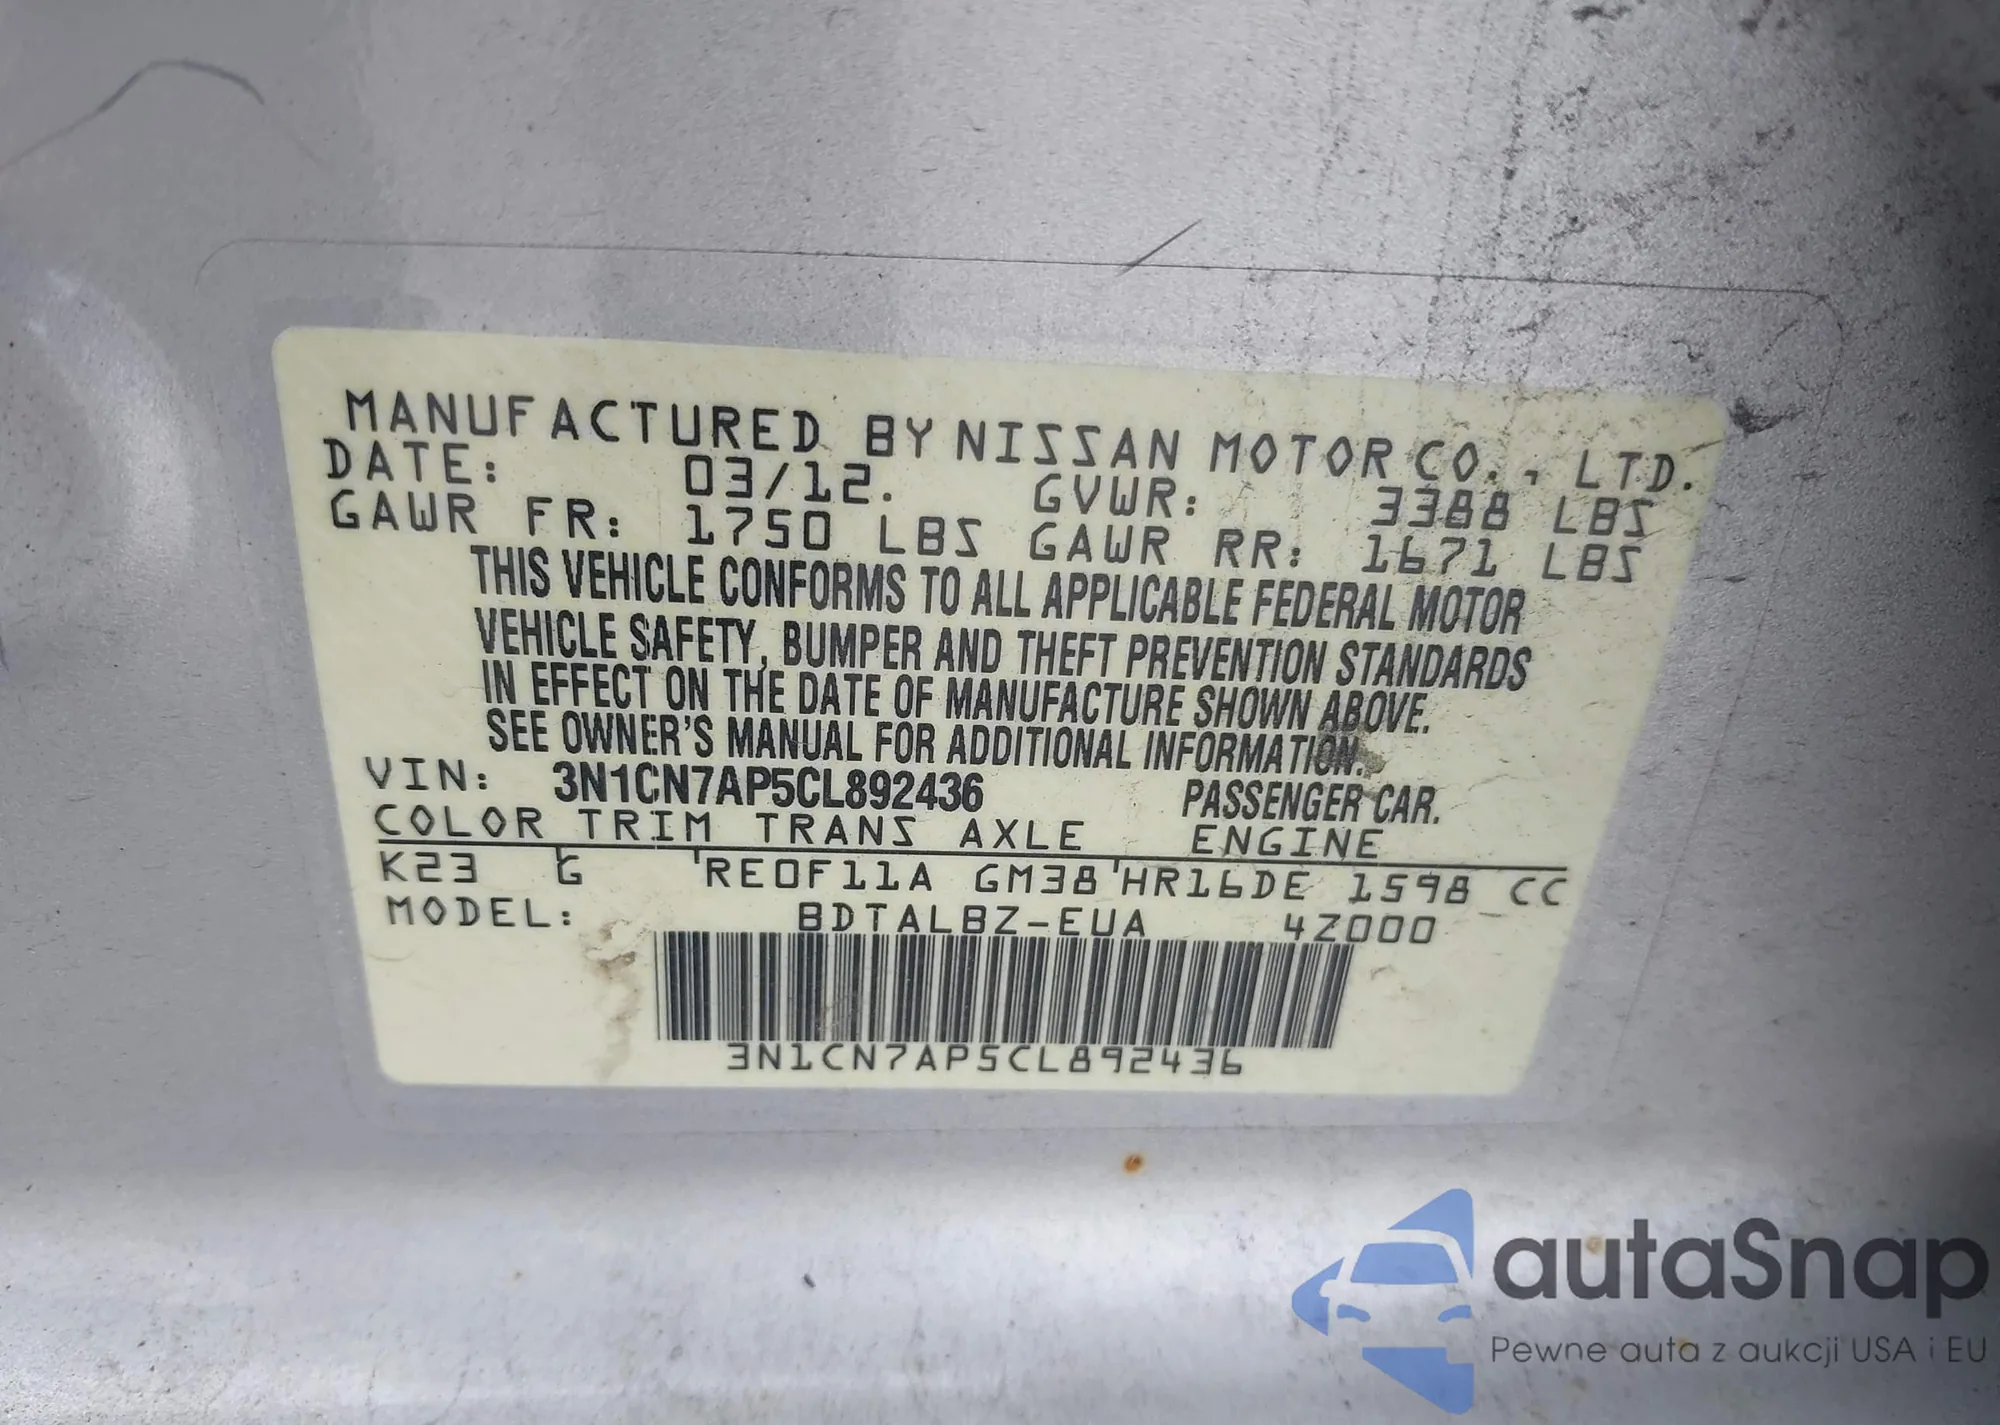 MANUFACTURED BY NISSAN MOTOR CO., LTD.
DATE: 03/12. GVWR: 3388 LBS
GAWR FR: 1750 LBS GAWR RR: 1671 LBS
THIS VEHICLE CONFORMS TO ALL APPLICABLE FEDERAL MOTOR
VEHICLE SAFETY, BUMPER AND THEFT PREVENTION STANDARDS
IN EFFECT ON THE DATE OF MANUFACTURE SHOWN ABOVE.
SEE OWNER'S MANUAL FOR ADDITIONAL INFORMATION.
VIN: 3N1CN7AP5CL892436 PASSENGER CAR.
COLOR TRIM TRANS AXLE ENGINE
K23 G RE0F11A GM38 HR16DE 1598 CC
MODEL: BDTALBZ-EUA 4Z000
3N1CN7AP5CL892436
autaSnap
Pewne auta z aukcji USA i EU